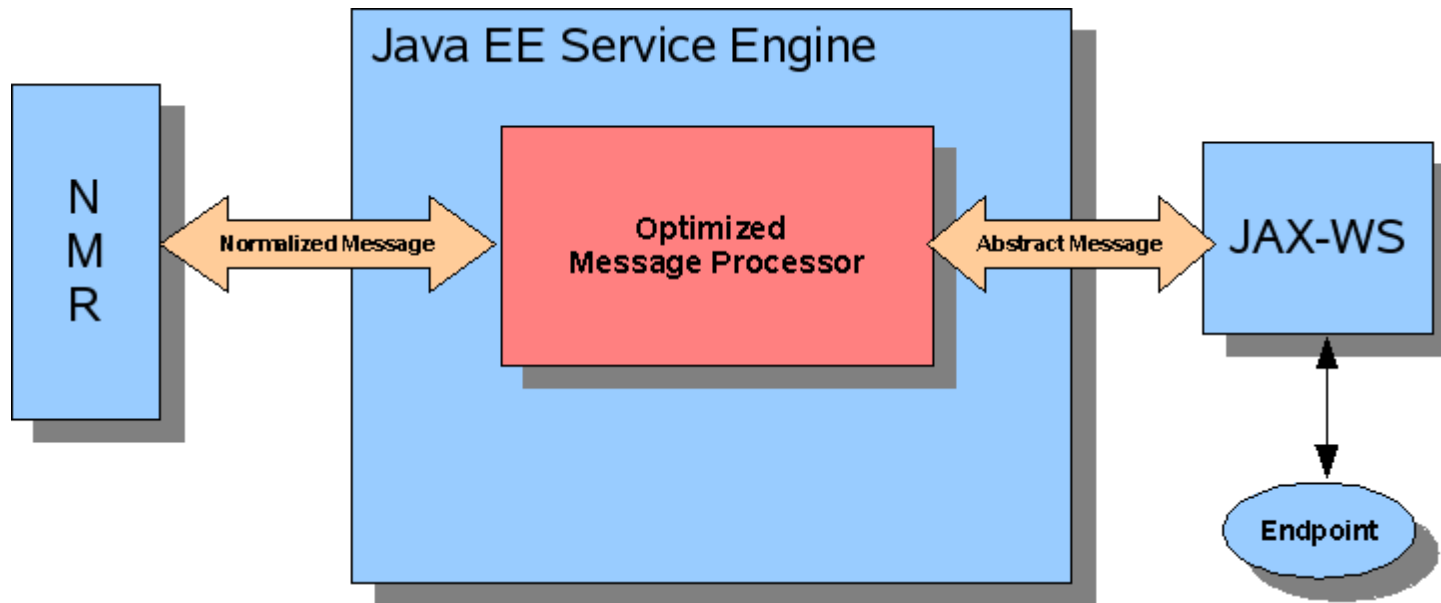 Java EE Service Engine
N
M
R
Normalized Message
Optimized
Message Processor
Abstract Message
JAX-WS
Endpoint